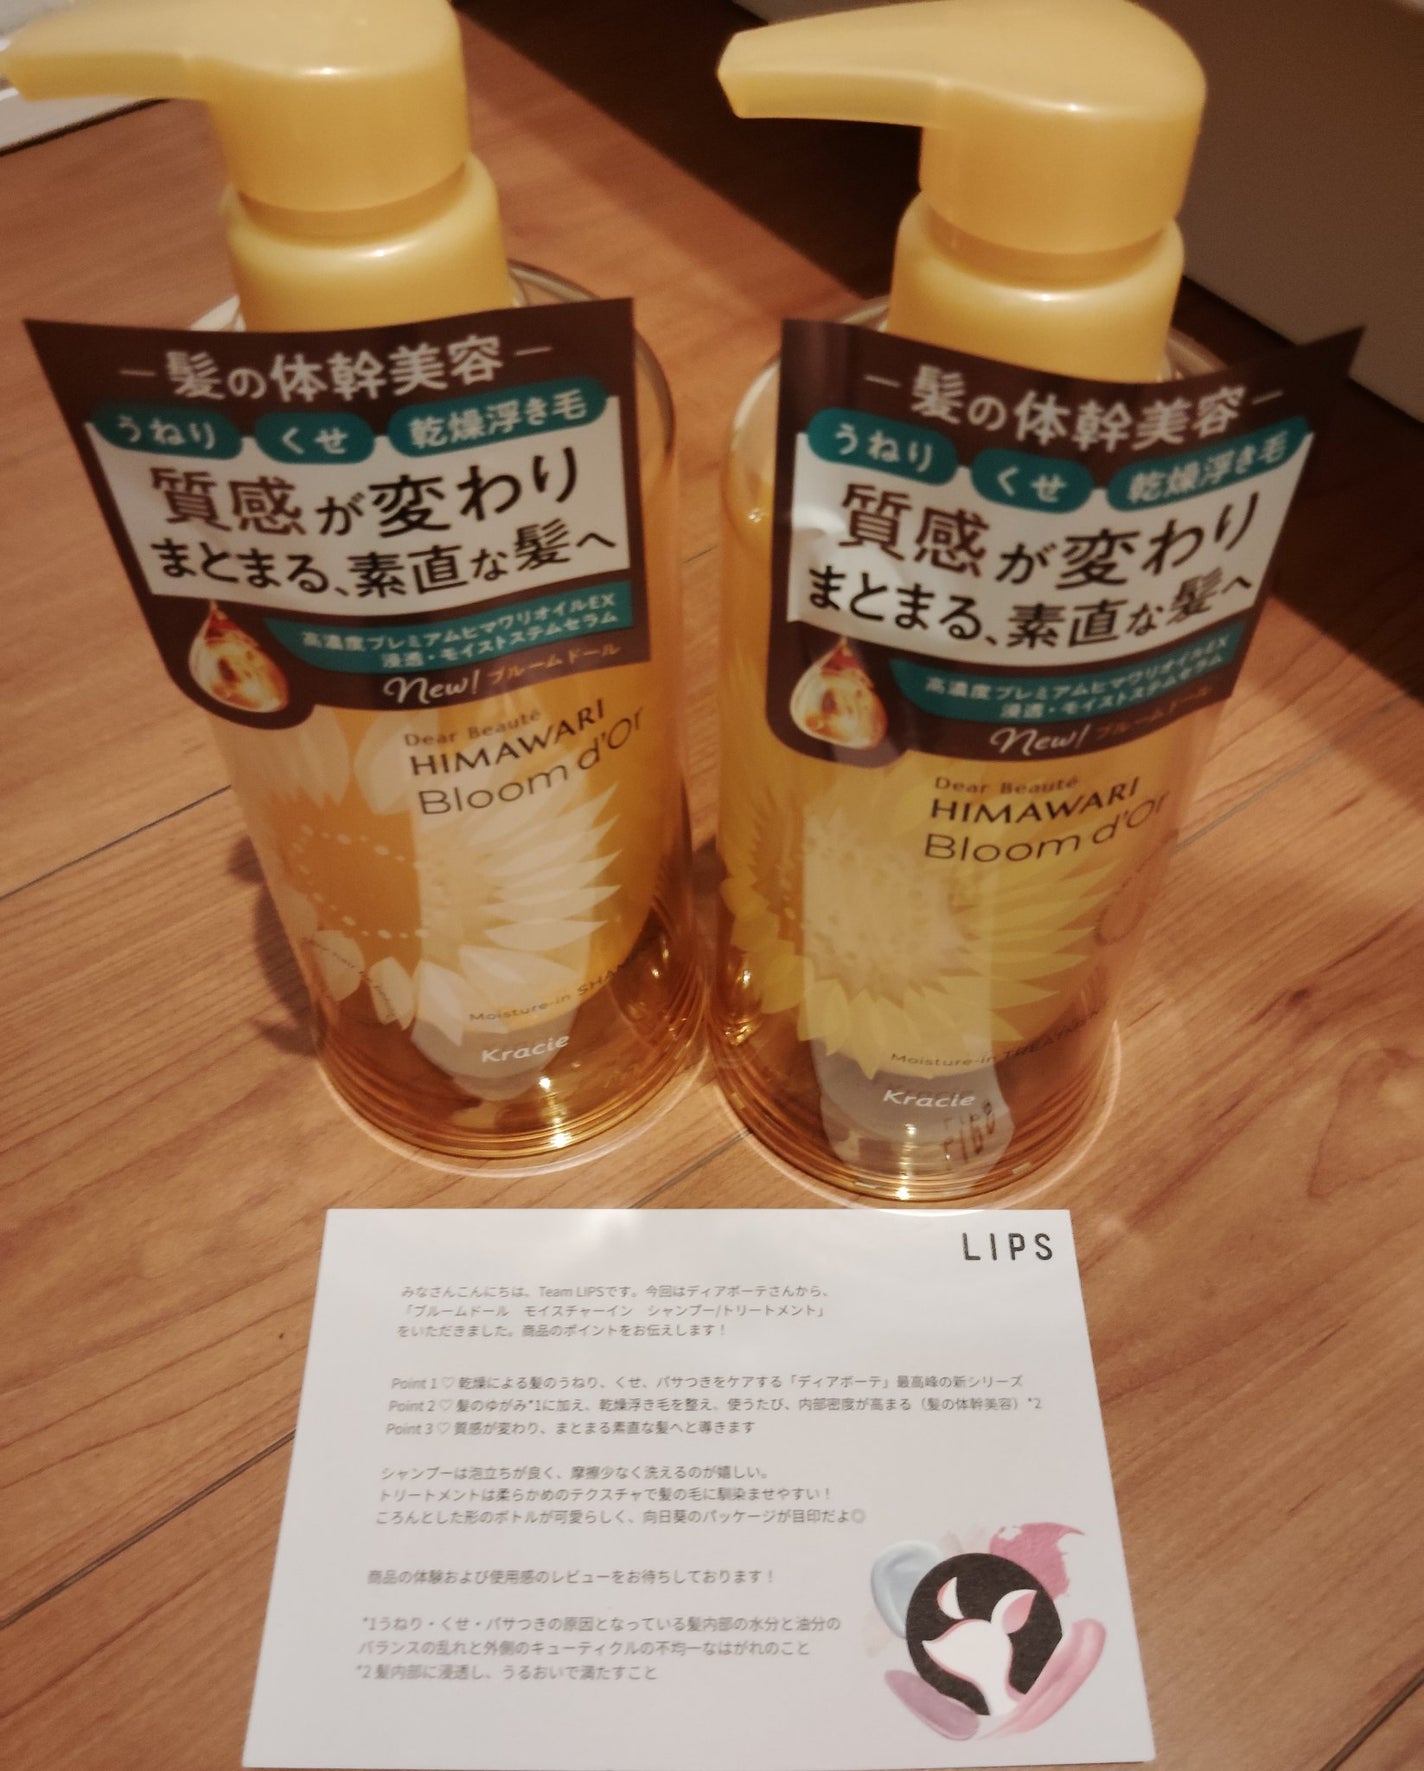 －髪の体幹美容－
うねり くせ 乾燥浮き毛
質感が変わり
まとまる、素直な髪へ
高濃度プレミアムヒマワリオイルEX
浸透・モイストステムセラム
New! ブルームドール
Dear Beauté
HIMAWARI
Bloom d'Or
Moisture-in
Kracie
－髪の体幹美容－
うねり くせ 乾燥浮き毛
質感が変わり
まとまる、素直な髪へ
高濃度プレミアムヒマワリオイルEX
浸透・モイストステムセラム
New! ブルームドール
Dear Beauté
HIMAWARI
Bloom d'Or
Moisture-in
Kracie
LIPS
みなさんこんにちは、Team LIPSです。今回はディアボーテさんから、
「ブルームドール モイスチャーイン シャンプー/トリートメント」
をいただきました。商品のポイントをお伝えします！
Point 1 ♡ 乾燥による髪のうねり、くせ、パサつきをケアする「ディアボーテ」最高峰の新シリーズ
Point 2 ♡ 髪のゆがみ*1に加え、乾燥浮き毛を整え、使うたび、内部密度が高まる（髪の体幹美容）*2
Point 3 ♡ 質感が変わり、まとまる素直な髪へと導きます
シャンプーは泡立ちが良く、摩擦少なく洗えるのが嬉しい。
トリートメントは柔らかめのテクスチャで髪の毛に馴染ませやすい！
ころんとした形のボトルが可愛らしく、向日葵のパッケージが目印だよ◎
商品の体験および使用感のレビューをお待ちしております！
*1うねり・くせ・パサつきの原因となっている髪内部の水分と油分の
バランスの乱れと外側のキューティクルの不均一なはがれのこと
*2 髪内部に浸透し、うるおいで満たすこと